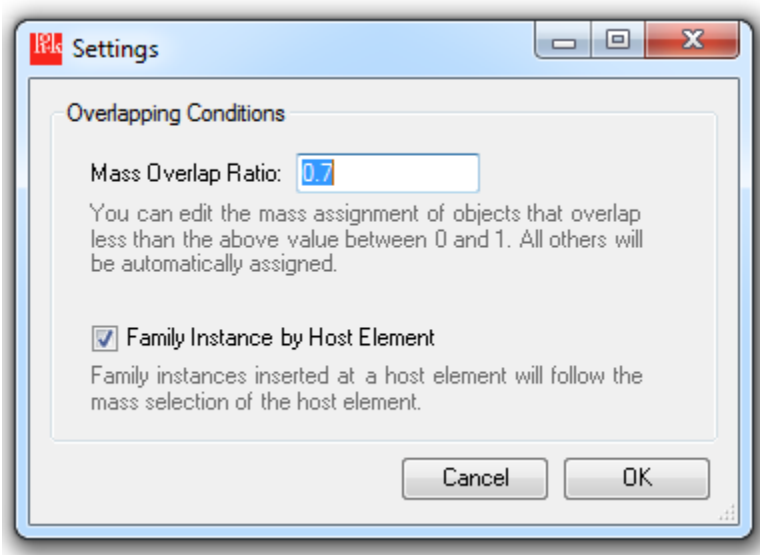 Settings
Overlapping Conditions
Mass Overlap Ratio: 0.7
You can edit the mass assignment of objects that overlap
less than the above value between 0 and 1. All others will
be automatically assigned.
Family Instance by Host Element
Family instances inserted at a host element will follow the
mass selection of the host element.
Cancel OK